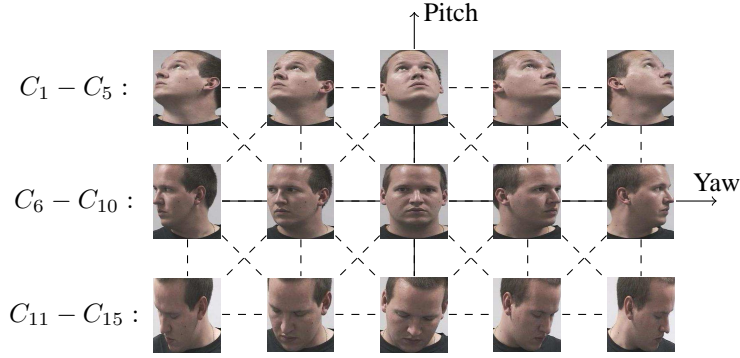 Pitch
C₁ − C₅ :
C₆ − C₁₀ :
Yaw
C₁₁ − C₁₅ :